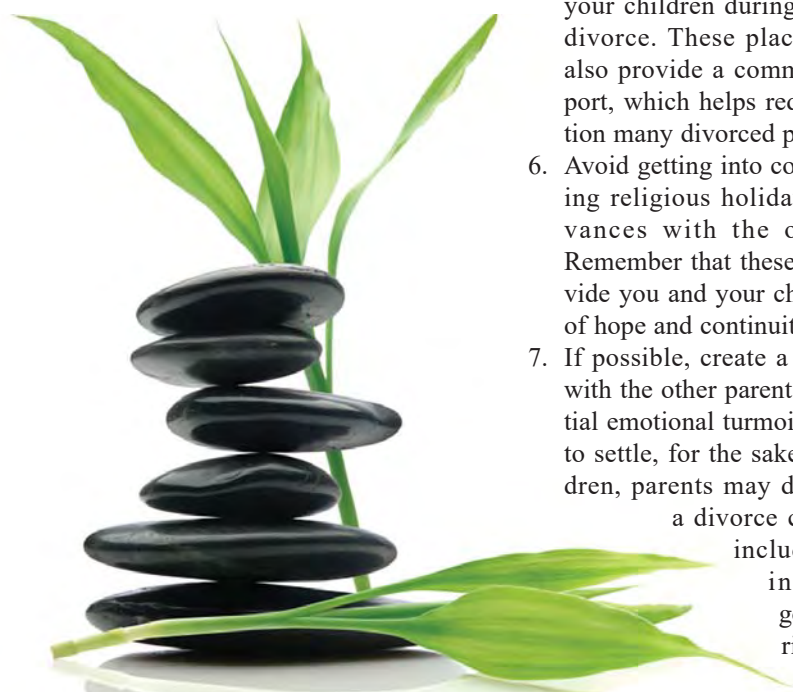 your children during
divorce. These plac
also provide a comm
port, which helps red
tion many divorced p
6. Avoid getting into co
ing religious holida
vances with the o
Remember that these
vide you and your ch
of hope and continuit
7. If possible, create a
with the other parent
tial emotional turmoi
to settle, for the sake
dren, parents may d
a divorce c
inclu
in
g
ri